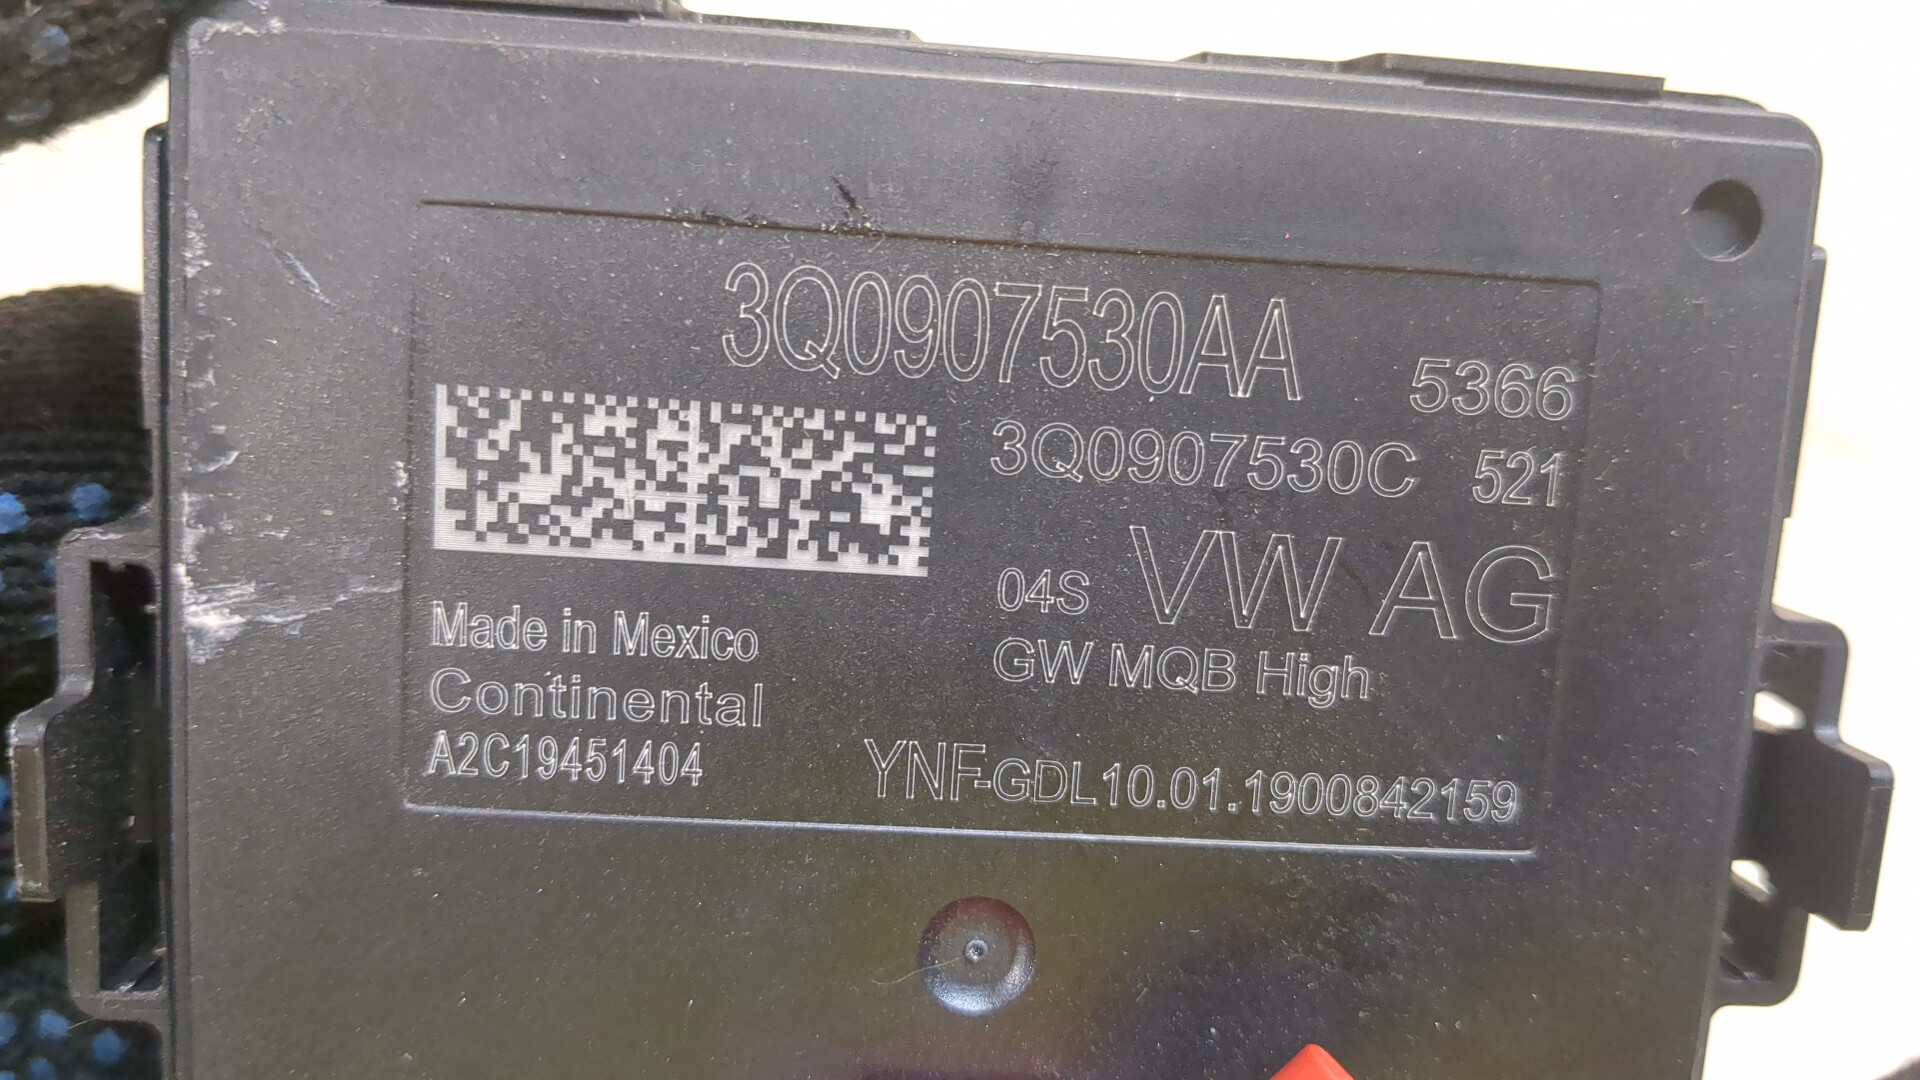 3Q0907530AA 5366
3Q0907530C 521
04S VW AG
GW MQB High
Made in Mexico
Continental
A2C19451404
YNF-GDL10.01.1900842159